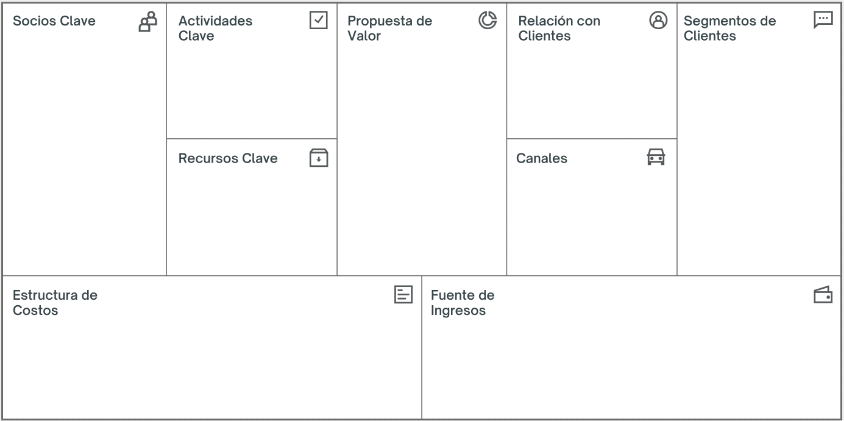 Socios Clave
Actividades
Clave
Propuesta de
Valor
Relación con
Clientes
Segmentos de
Clientes
Recursos Clave
Canales
Estructura de
Costos
Fuente de
Ingresos